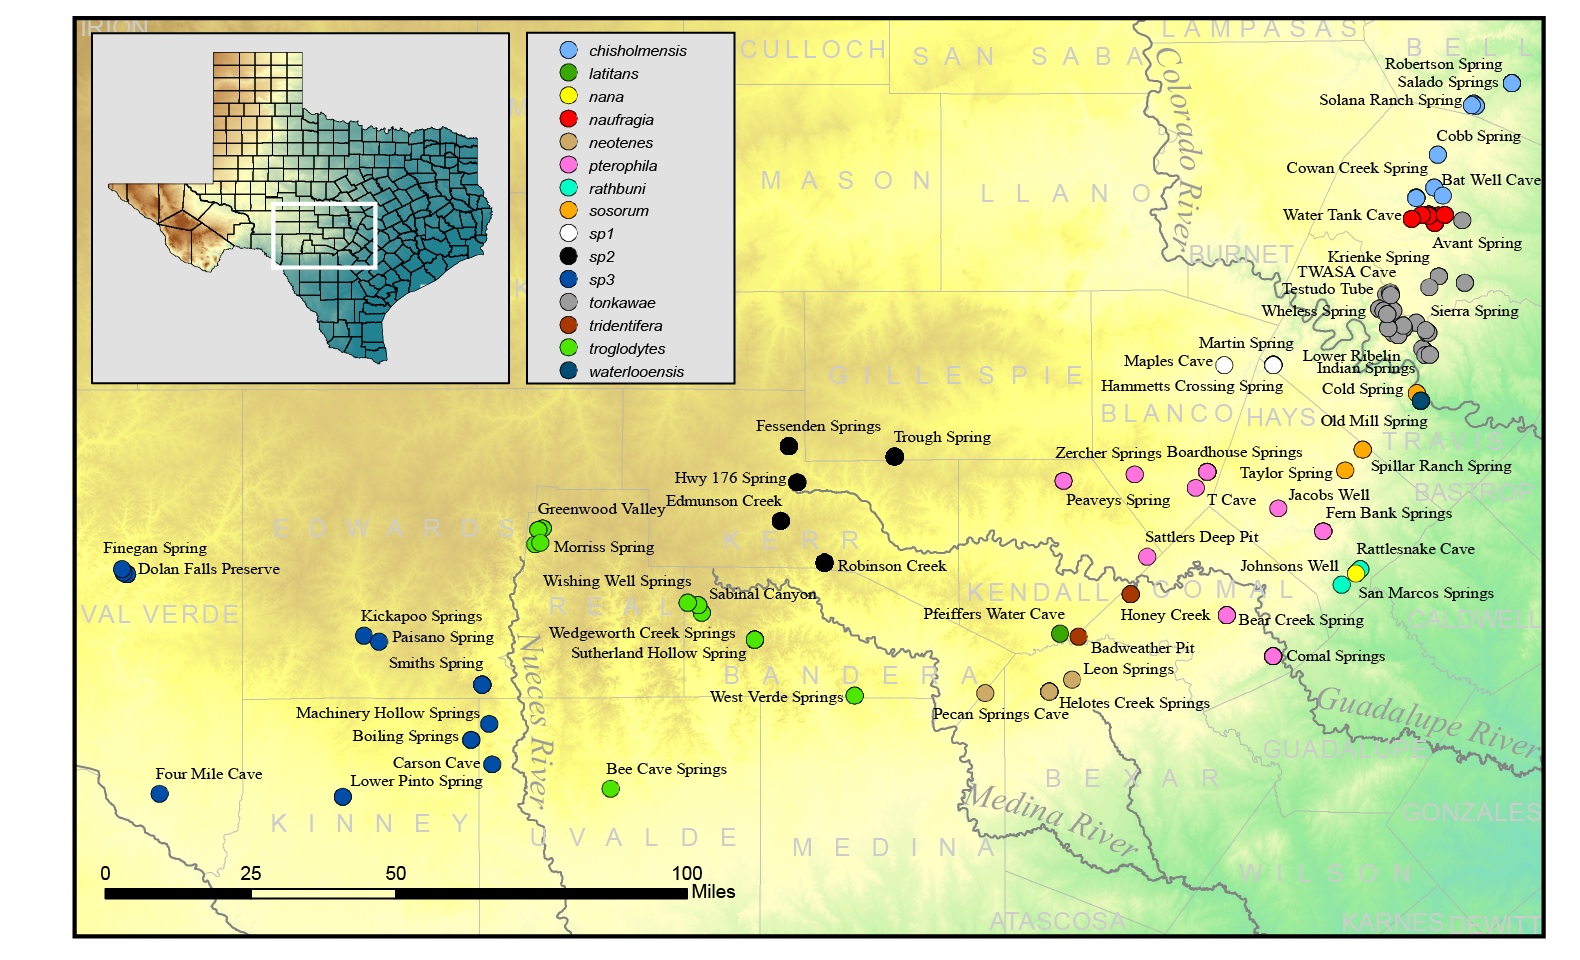 IRION
CULLOCH
SAN SABA
LAMPASAS
BELL
MASON
LLANO
BURNET
GILLESPIE
BLANCO
HAYS
TRAVIS
BASTROP
EDWARDS
KERR
KENDALL
COMAL
CALDWELL
VAL VERDE
REAL
BANDERA
GUADALUPE
BEXAR
GONZALES
KINNEY
UVALDE
MEDINA
WILSON
ATASCOSA
KARNES
DEWITT
chisholmensis
latitans
nana
naufragia
neotenes
pterophila
rathbuni
sosorum
sp1
sp2
sp3
tonkawae
tridentifera
troglodytes
waterlooensis
Colorado River
Nueces River
Medina River
Guadalupe River
Robertson Spring
Salado Springs
Solana Ranch Spring
Cobb Spring
Cowan Creek Spring
Bat Well Cave
Water Tank Cave
Avant Spring
Krienke Spring
TWASA Cave
Testudo Tube
Wheless Spring
Sierra Spring
Martin Spring
Maples Cave
Lower Ribelin
Indian Springs
Hammetts Crossing Spring
Cold Spring
Old Mill Spring
Fessenden Springs
Trough Spring
Zercher Springs
Boardhouse Springs
Taylor Spring
Spillar Ranch Spring
Hwy 176 Spring
Edmunson Creek
Peaveys Spring
T Cave
Jacobs Well
Fern Bank Springs
Greenwood Valley
Morriss Spring
Sattlers Deep Pit
Rattlesnake Cave
Johnsons Well
San Marcos Springs
Finegan Spring
Dolan Falls Preserve
Robinson Creek
Wishing Well Springs
Sabinal Canyon
Pfeiffers Water Cave
Honey Creek
Bear Creek Spring
Kickapoo Springs
Paisano Spring
Smiths Spring
Wedgeworth Creek Springs
Sutherland Hollow Spring
Badweather Pit
Comal Springs
Leon Springs
West Verde Springs
Helotes Creek Springs
Pecan Springs Cave
Machinery Hollow Springs
Boiling Springs
Carson Cave
Four Mile Cave
Lower Pinto Spring
Bee Cave Springs
0 25 50 100
Miles